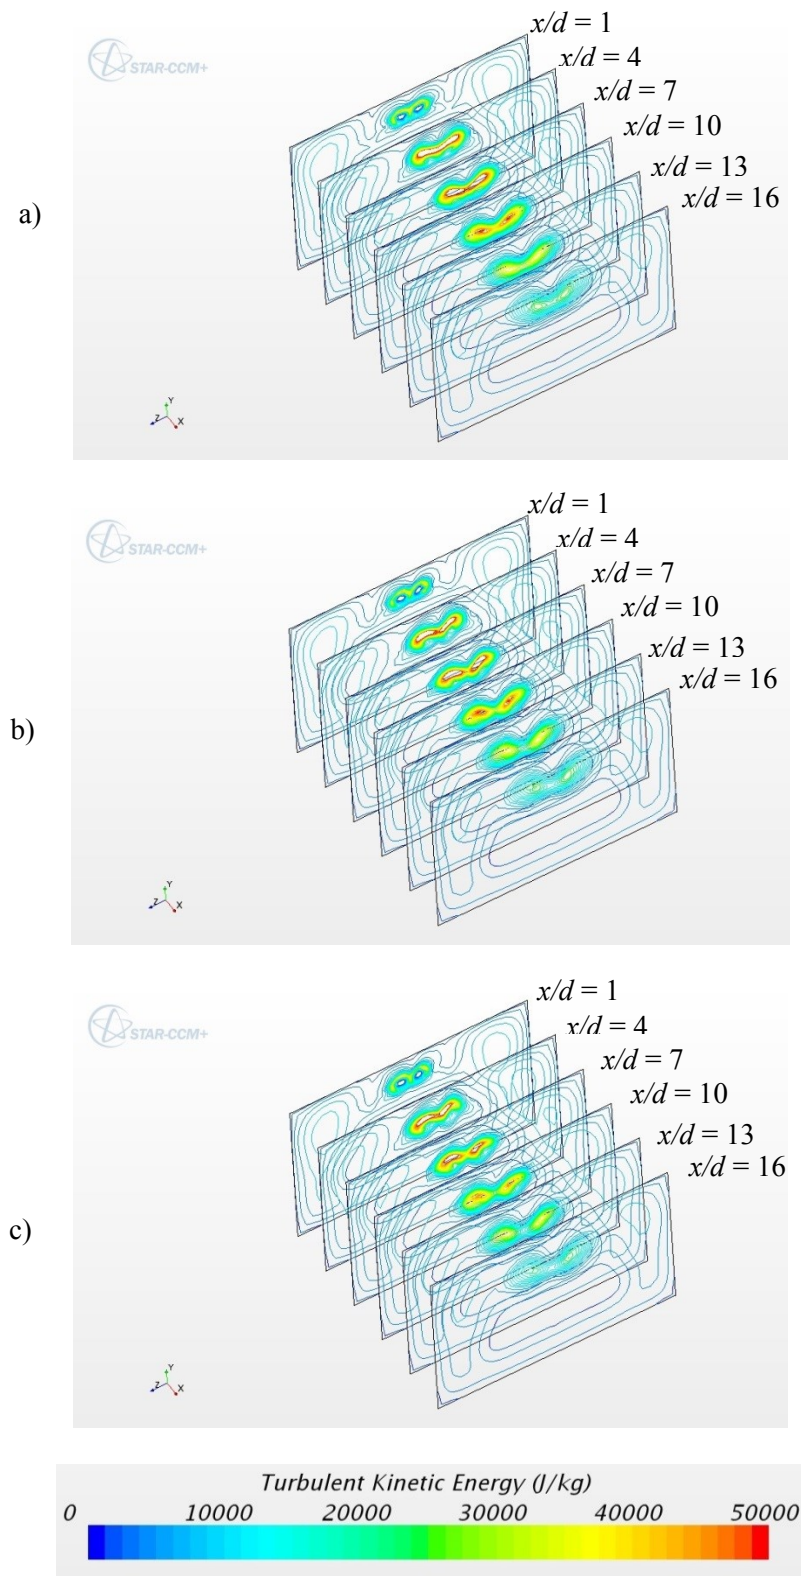 x/d = 1
STAR-CCM+
x/d = 4
x/d = 7
x/d = 10
x/d = 13
x/d = 16
a)
Y
Z
X
x/d = 1
STAR-CCM+
x/d = 4
x/d = 7
x/d = 10
x/d = 13
x/d = 16
b)
Y
Z
X
x/d = 1
STAR-CCM+
x/d = 4
x/d = 7
x/d = 10
x/d = 13
x/d = 16
c)
Y
Z
X
Turbulent Kinetic Energy (J/kg)
0 10000 20000 30000 40000 50000